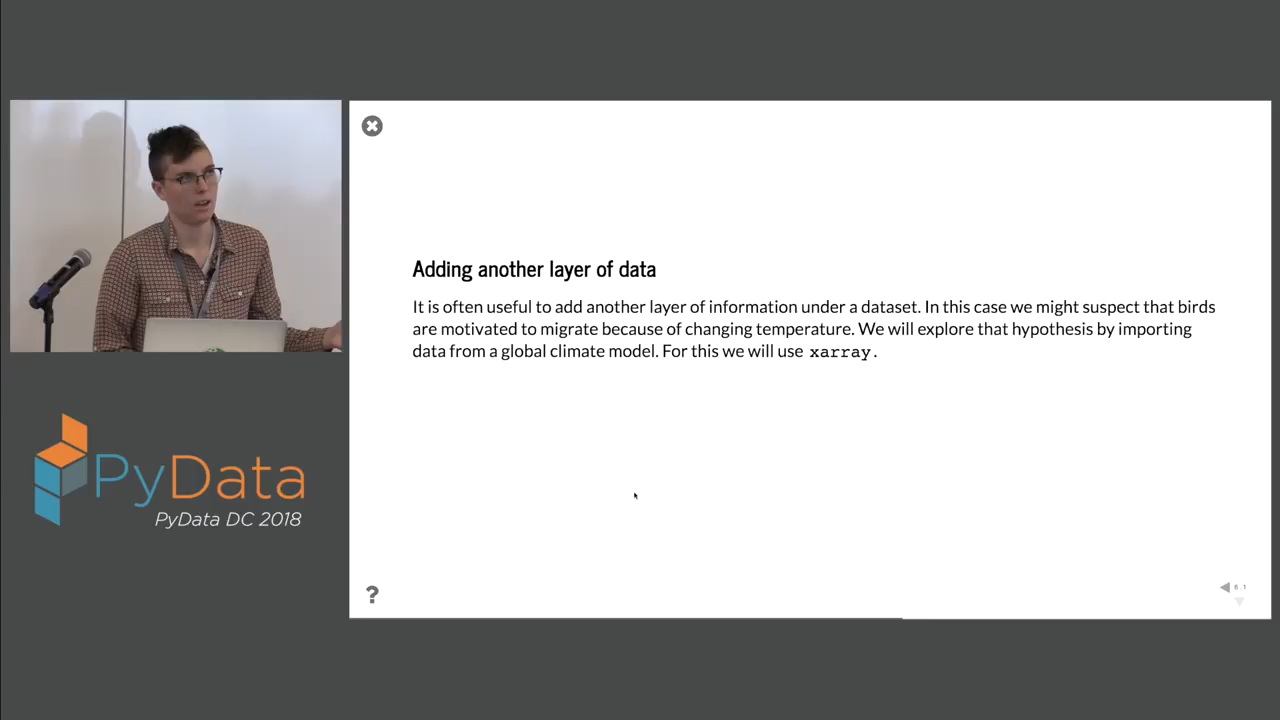 Adding another layer of data
It is often useful to add another layer of information under a dataset. In this case we might suspect that birds
are motivated to migrate because of changing temperature. We will explore that hypothesis by importing
data from a global climate model. For this we will use xarray.
PyData
PyData DC 2018
?
6.1